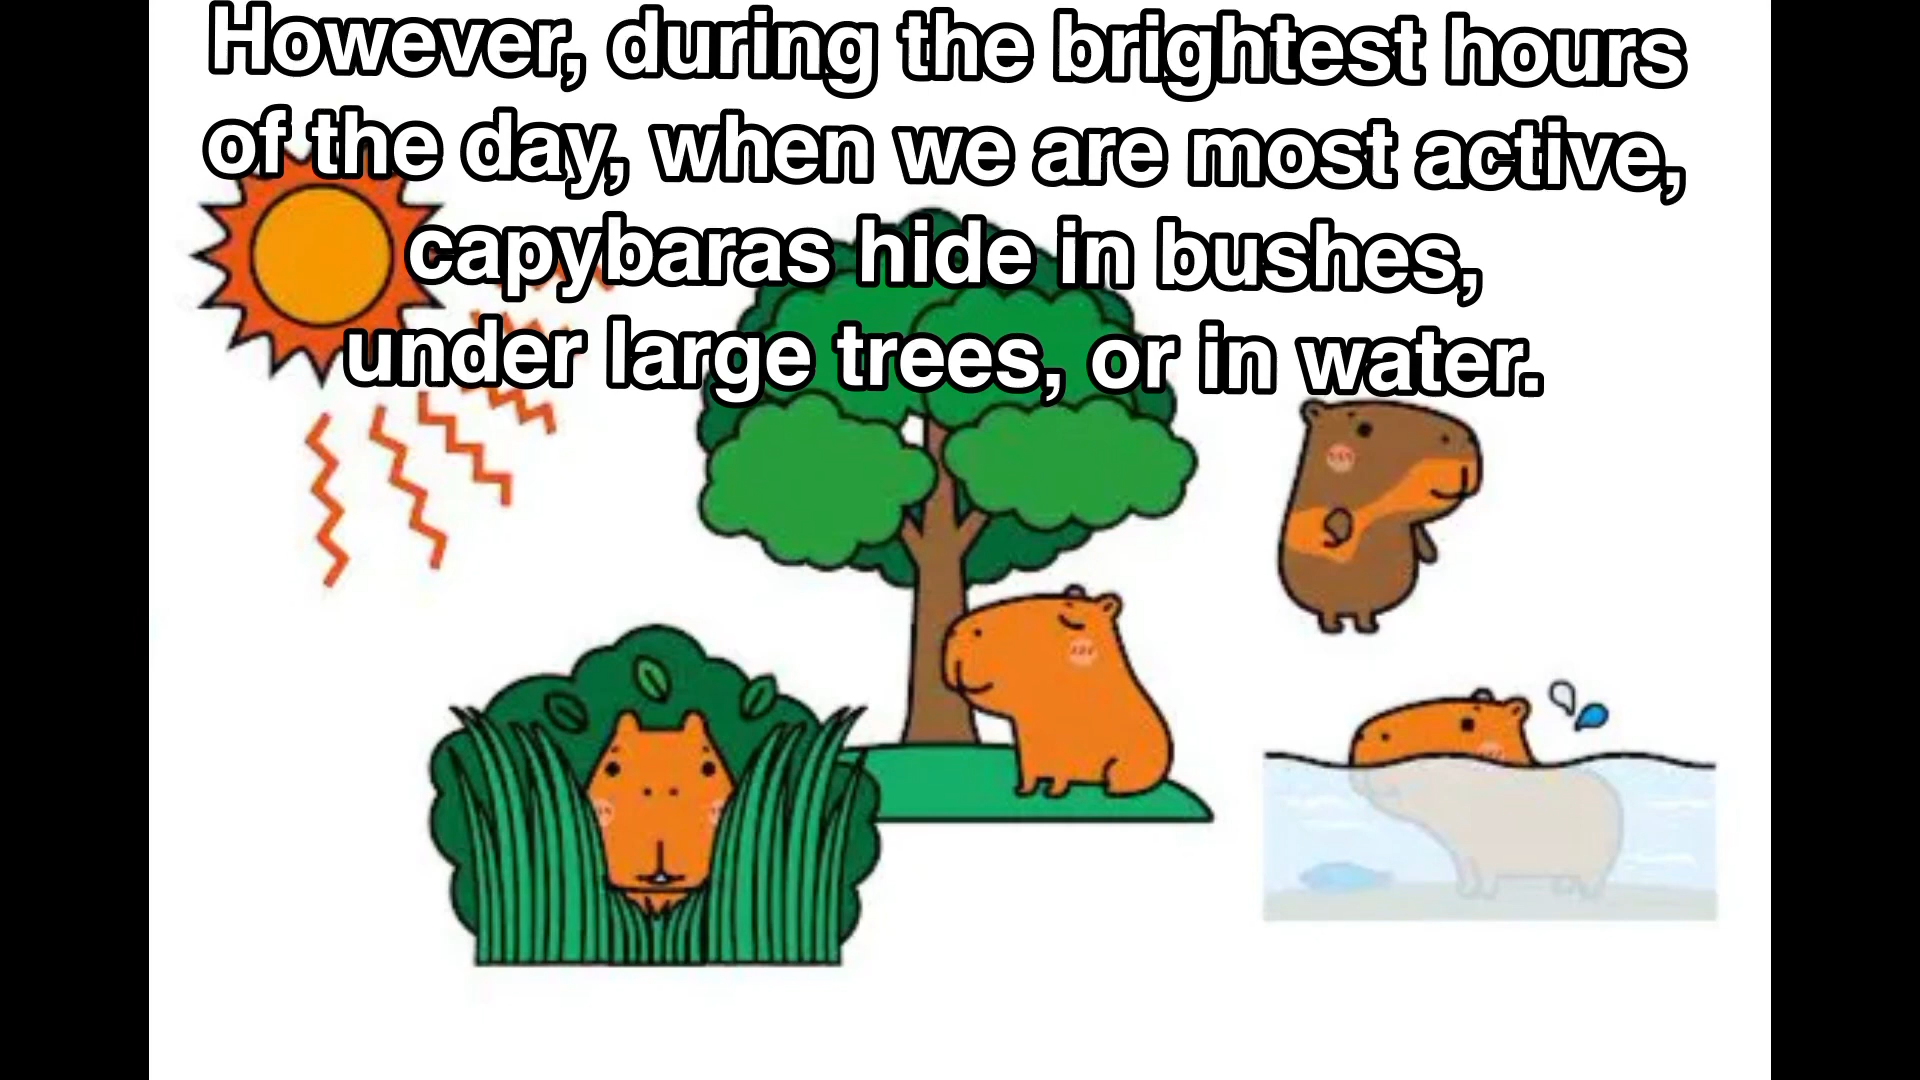 However, during the brightest hours
of the day, when we are most active,
capybaras hide in bushes,
under large trees, or in water.